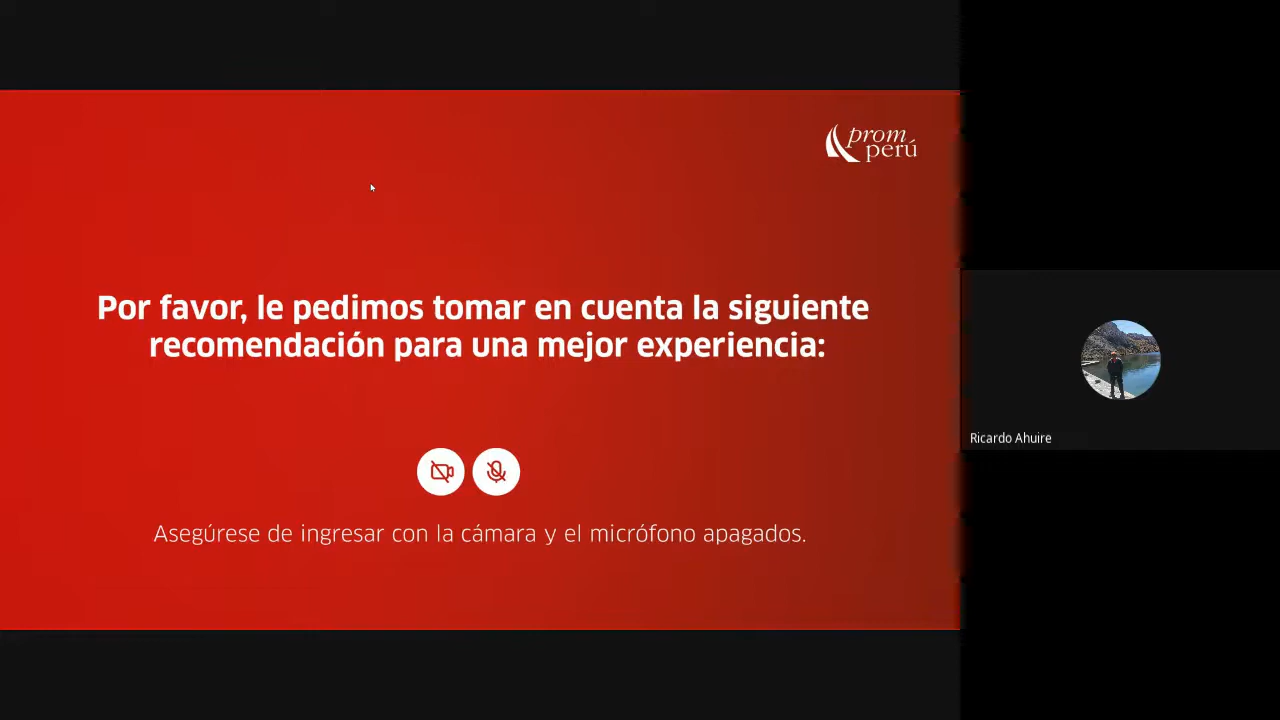 prom
perú
Por favor, le pedimos tomar en cuenta la siguiente
recomendación para una mejor experiencia:
Asegúrese de ingresar con la cámara y el micrófono apagados.
Ricardo Ahuire